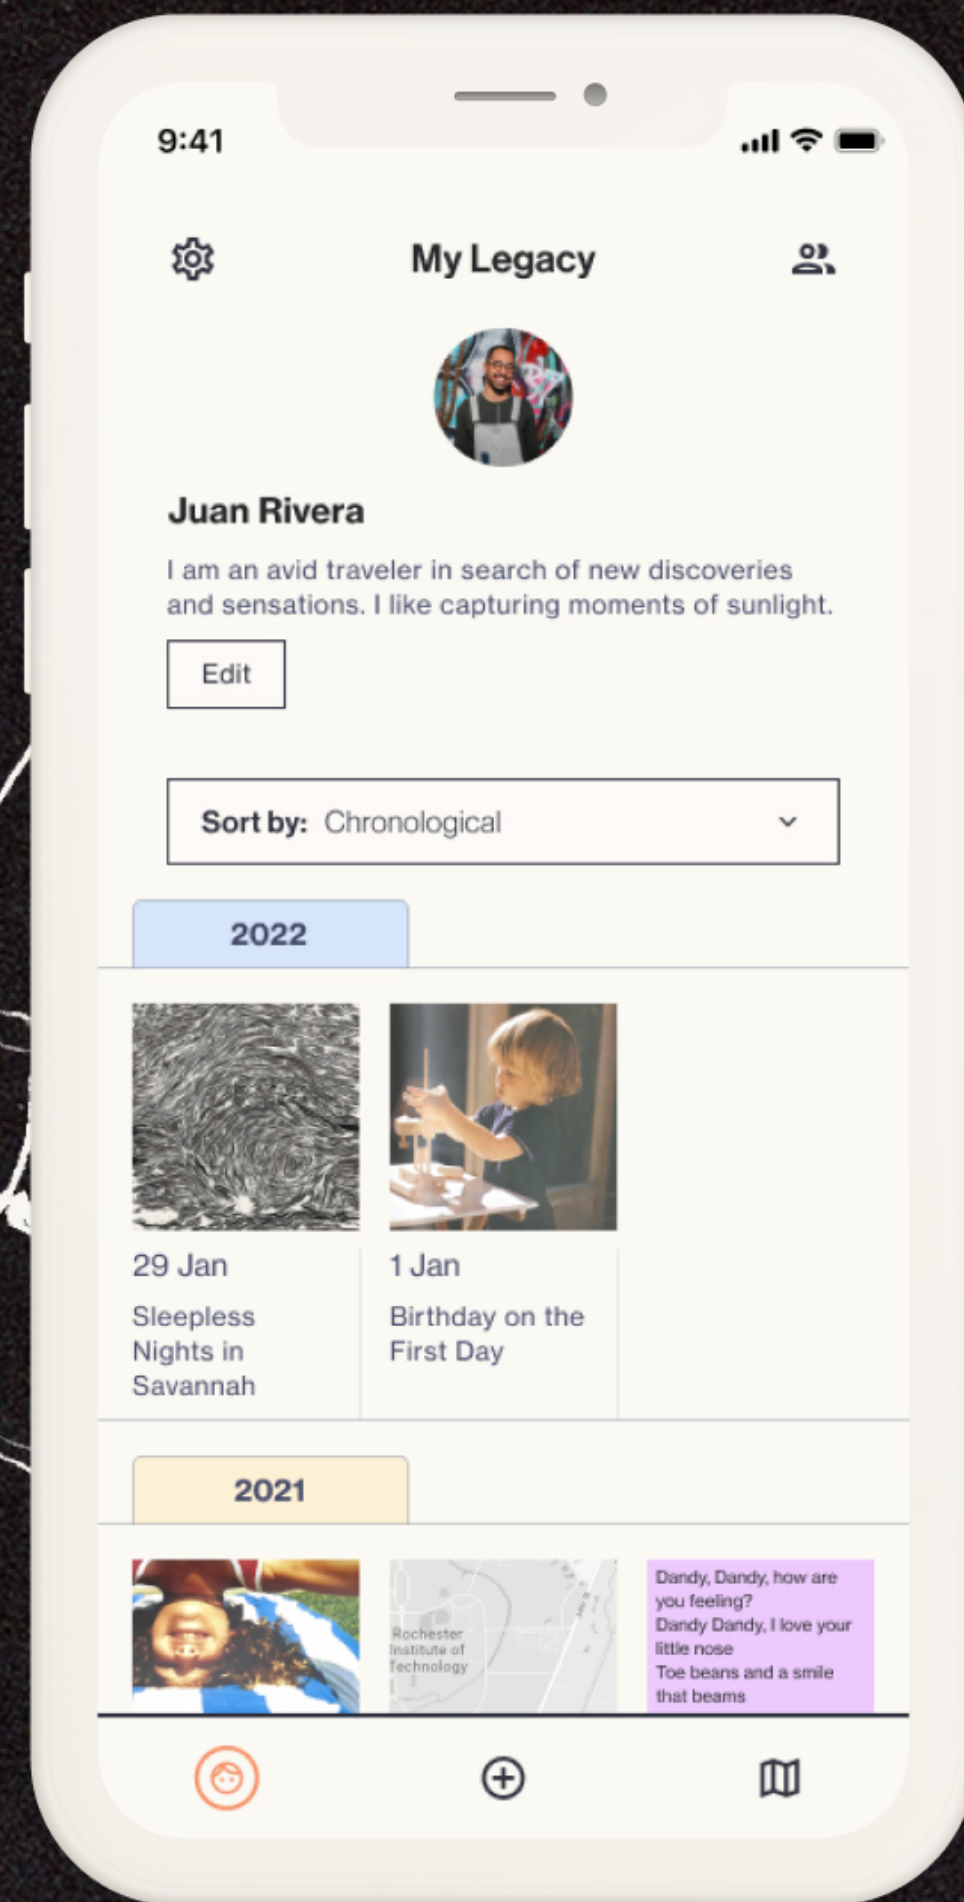 9:41
My Legacy
Juan Rivera
I am an avid traveler in search of new discoveries
and sensations. I like capturing moments of sunlight.
Edit
Sort by: Chronological
2022
29 Jan
Sleepless
Nights in
Savannah
1 Jan
Birthday on the
First Day
2021
Rochester
Institute of
Technology
Dandy, Dandy, how are
you feeling?
Dandy Dandy, I love your
little nose
Toe beans and a smile
that beams